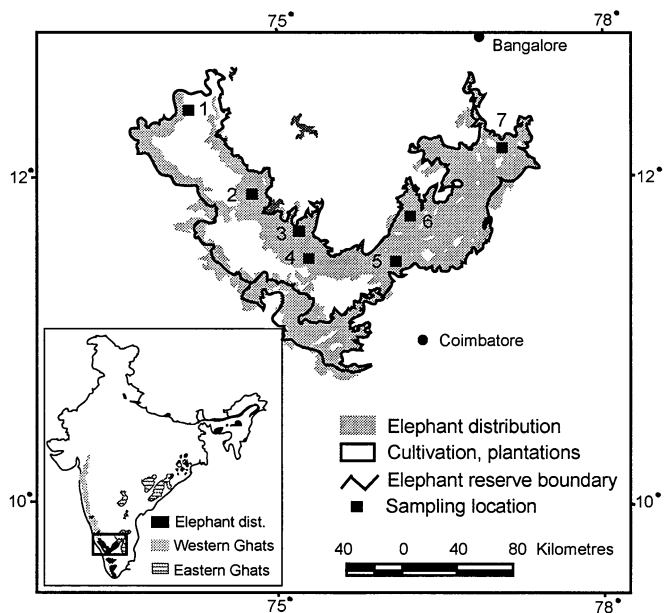 75° 78°
Bangalore
1
7
12° 12°
2
6
3
4 5
Coimbatore
Elephant distribution
Cultivation, plantations
Elephant reserve boundary
Sampling location
10° 10°
Elephant dist.
Western Ghats
Eastern Ghats
40 0 40 80 Kilometres
75° 78°